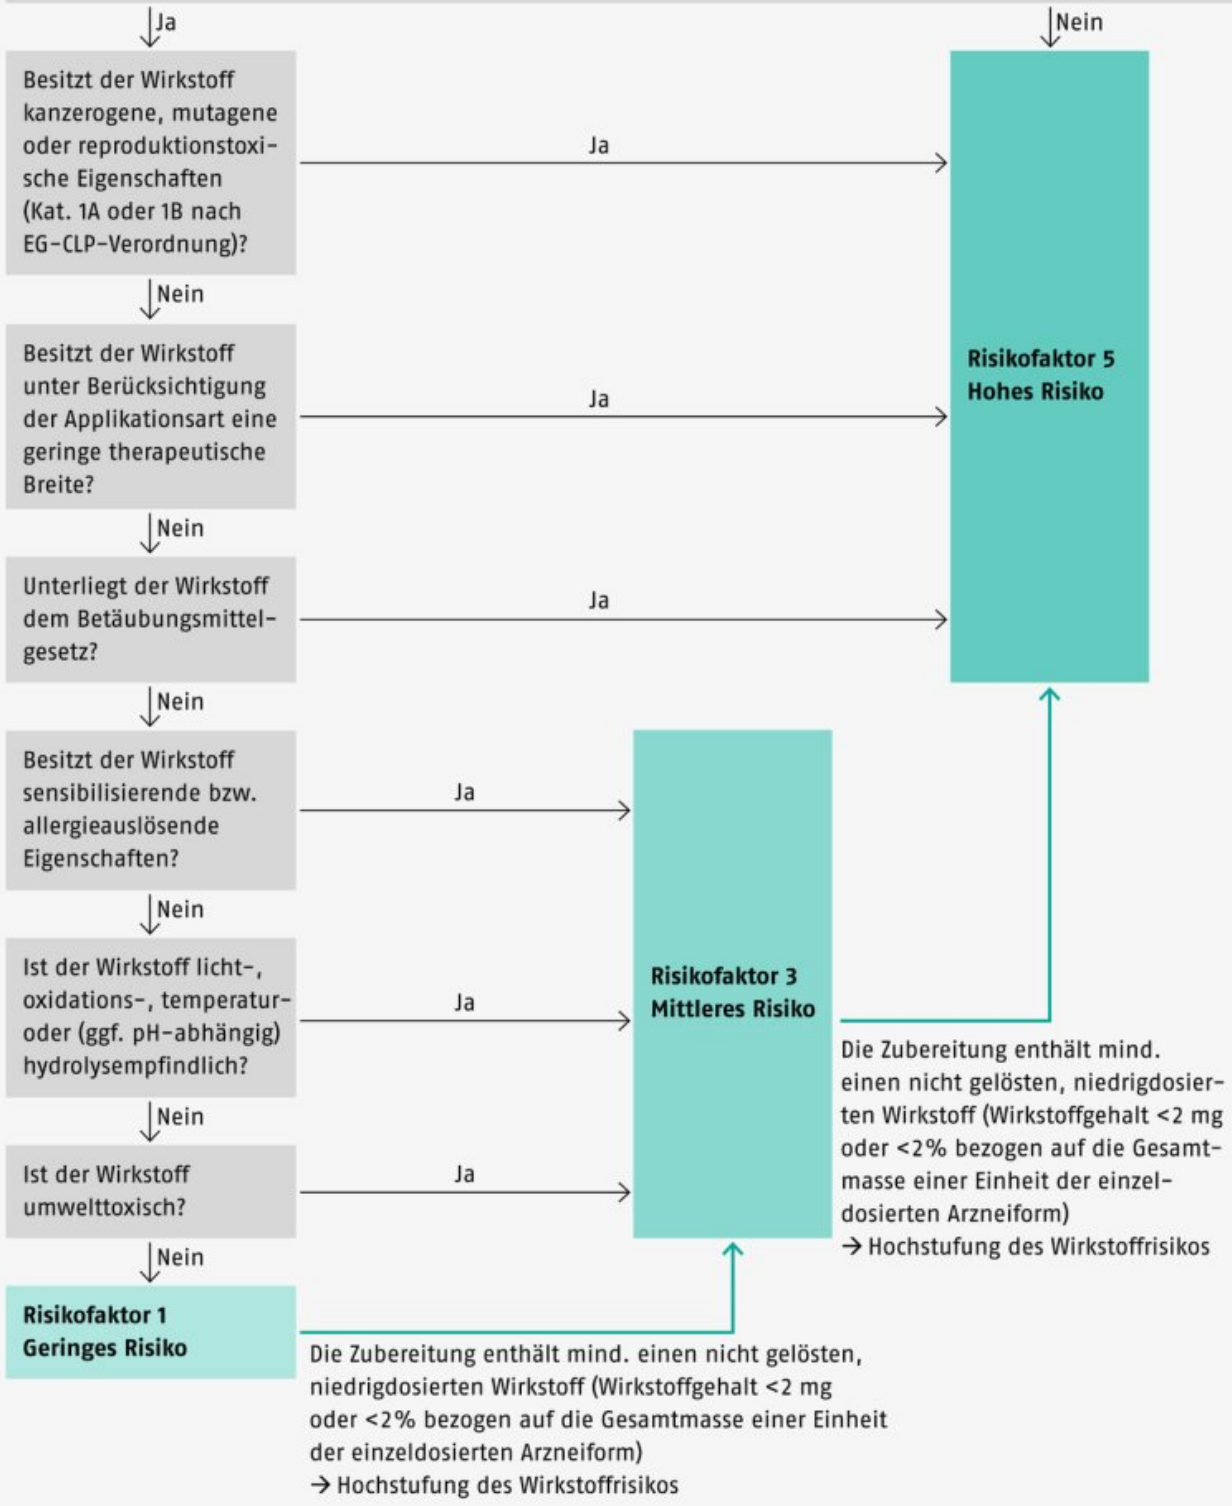 Ja
Nein
Besitzt der Wirkstoff
kanzerogene, mutagene
oder reproduktionstoxi-
sche Eigenschaften
(Kat. 1A oder 1B nach
EG-CLP-Verordnung)?
Ja
Nein
Besitzt der Wirkstoff
unter Berücksichtigung
der Applikationsart eine
geringe therapeutische
Breite?
Ja
Risikofaktor 5
Hohes Risiko
Nein
Unterliegt der Wirkstoff
dem Betäubungsmittel-
gesetz?
Ja
Nein
Besitzt der Wirkstoff
sensibilisierende bzw.
allergieauslösende
Eigenschaften?
Ja
Nein
Ist der Wirkstoff licht-,
oxidations-, temperatur-
oder (ggf. pH-abhängig)
hydrolysempfindlich?
Ja
Risikofaktor 3
Mittleres Risiko
Die Zubereitung enthält mind.
einen nicht gelösten, niedrigdosier-
ten Wirkstoff (Wirkstoffgehalt <2 mg
oder <2% bezogen auf die Gesamt-
masse einer Einheit der einzel-
dosierten Arzneiform)
→ Hochstufung des Wirkstoffrisikos
Nein
Ist der Wirkstoff
umwelttoxisch?
Ja
Nein
Risikofaktor 1
Geringes Risiko
Die Zubereitung enthält mind. einen nicht gelösten,
niedrigdosierten Wirkstoff (Wirkstoffgehalt <2 mg
oder <2% bezogen auf die Gesamtmasse einer Einheit
der einzeldosierten Arzneiform)
→ Hochstufung des Wirkstoffrisikos